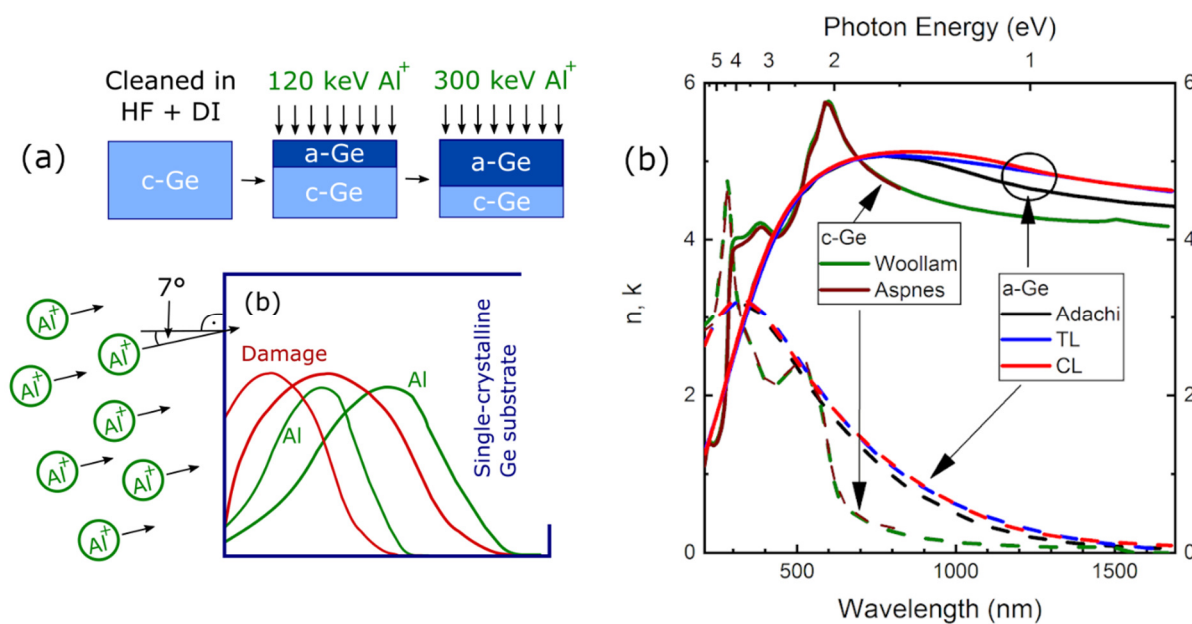 (a)
Cleaned in
HF + DI
120 keV Al⁺
300 keV Al⁺
c-Ge
a-Ge
c-Ge
a-Ge
c-Ge
7°
Al⁺
Al⁺
Al⁺
Al⁺
Al⁺
Al⁺
Al⁺
(b)
Damage
Al
Al
Single-crystalline
Ge substrate
(b)
Photon Energy (eV)
5 4 3 2 1
6
4
2
0
6
5
4
3
2
1
0
n, k
c-Ge
Woollam
Aspnes
a-Ge
Adachi
TL
CL
500 1000 1500
Wavelength (nm)